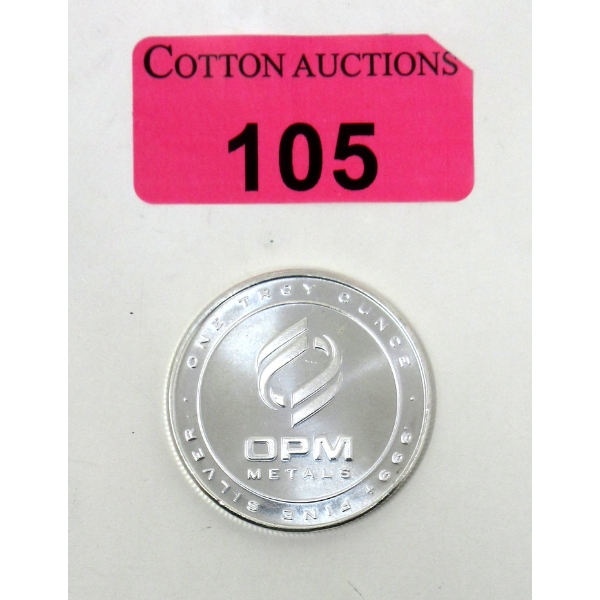 COTTON AUCTIONS
105
· ONE TROY OUNCE · .999+ FINE SILVER
OPM
METALS